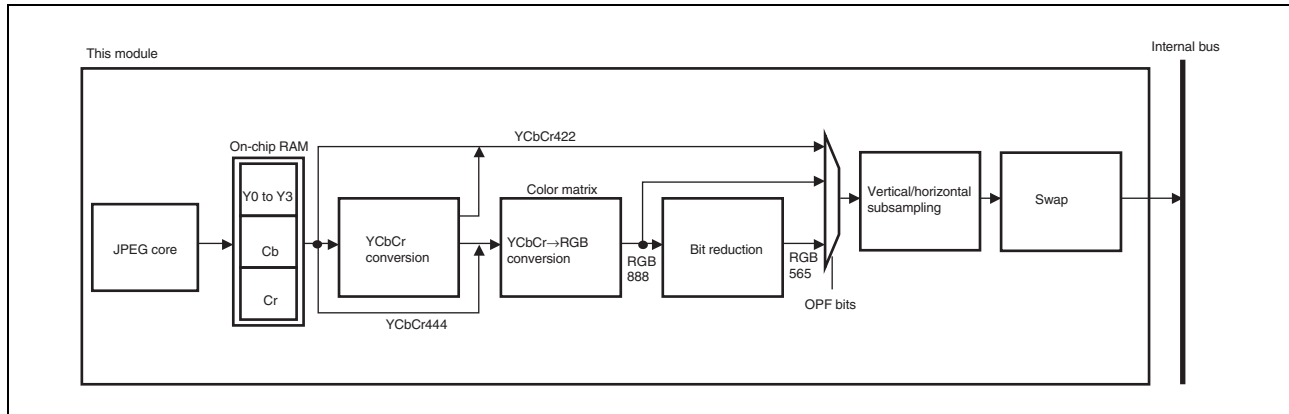 This module
Internal bus
On-chip RAM
YCbCr422
Y0 to Y3
Cb
Cr
JPEG core
YCbCr
conversion
YCbCr444
Color matrix
YCbCr→RGB
conversion
RGB
888
Bit reduction
RGB
565
OPF bits
Vertical/horizontal
subsampling
Swap